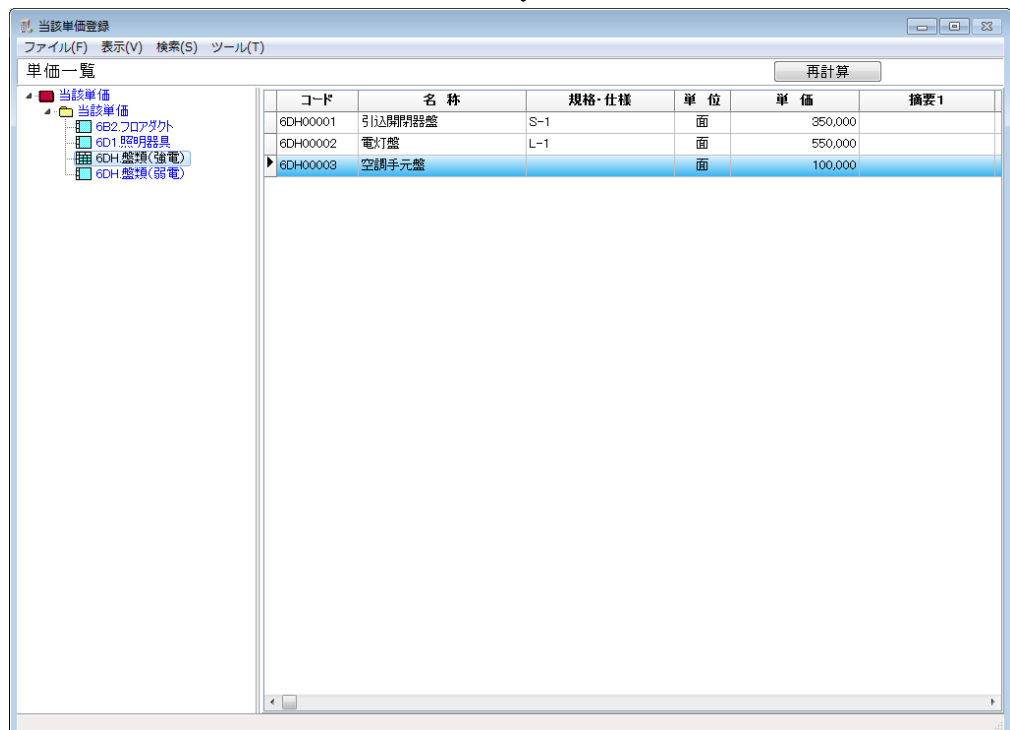 当該単価登録
ファイル(F) 表示(V) 検索(S) ツール(T)
単価一覧 再計算
当該単価
当該単価
6B2.フロアダクト
6D1.照明器具
6DH.盤類(強電)
6DH.盤類(弱電)
コード 名 称 規格・仕様 単 位 単 価 摘要1
6DH00001 引込開閉器盤 S-1 面 350,000
6DH00002 電灯盤 L-1 面 550,000
6DH00003 空調手元盤 面 100,000